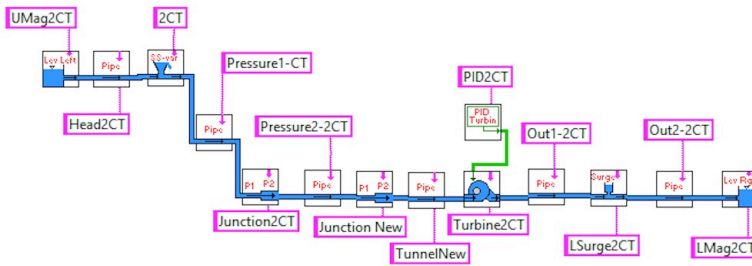 UMag2CT
2CT
Lev Left
Pipe
SS-var
Pressure1-CT
PID2CT
Head2CT
Pipe
Pressure2-2CT
PID
Turbin
Out1-2CT
Out2-2CT
P1 P2
Pipe
P1 P2
Pipe
Pipe
Surge
Pipe
Lev Rg
Junction2CT
Junction New
Turbine2CT
TunnelNew
LSurge2CT
LMag2CT